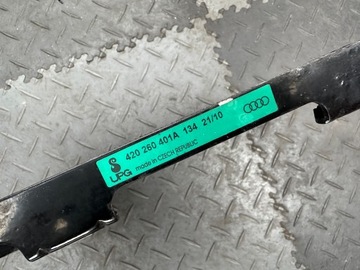 420 260 401A 134 21/10
made in CZECH REPUBLIC
UPG